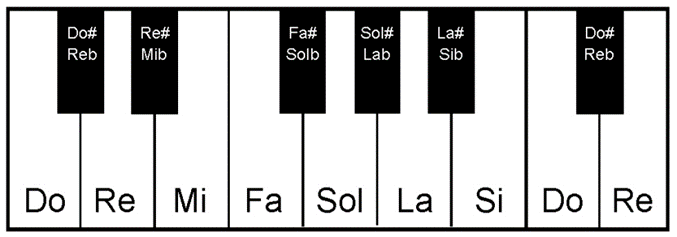 Do# Re# Fa# Sol# La# Do#
Reb Mib Solb Lab Sib Reb
Do Re Mi Fa Sol La Si Do Re